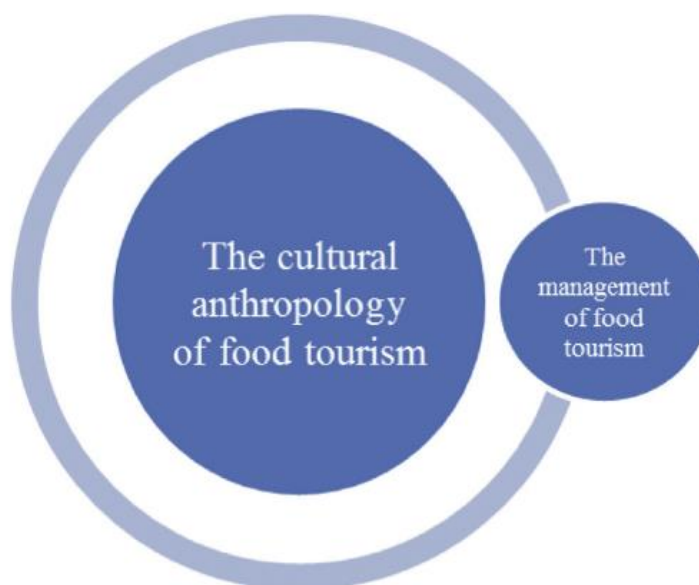 The cultural
anthropology
of food tourism
The
management
of food
tourism